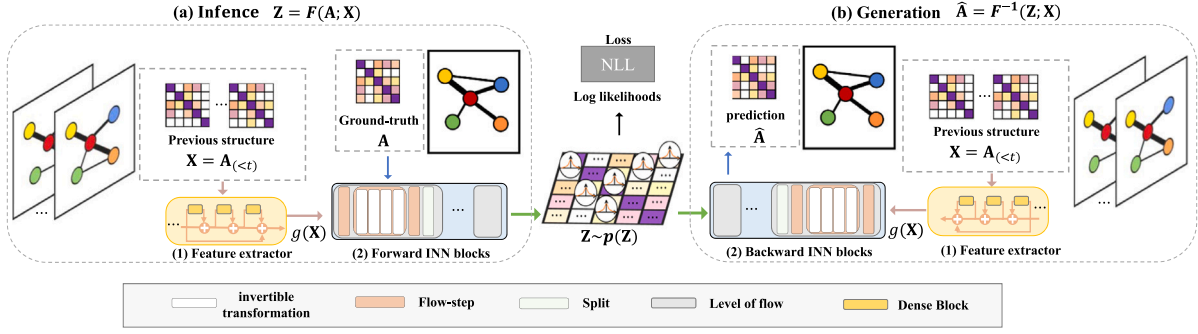 (a) Infence Z = F(A; X)
Previous structure
X = A(<t)
...
...
(1) Feature extractor
g(X)
Ground-truth
A
...
(2) Forward INN blocks
Loss
NLL
Log likelihoods
Z~p(Z)
(b) Generation Â = F⁻¹(Z; X)
prediction
Â
...
(2) Backward INN blocks
g(X)
Previous structure
X = A(<t)
...
(1) Feature extractor
...
...
invertible
transformation
Flow-step
Split
Level of flow
Dense Block